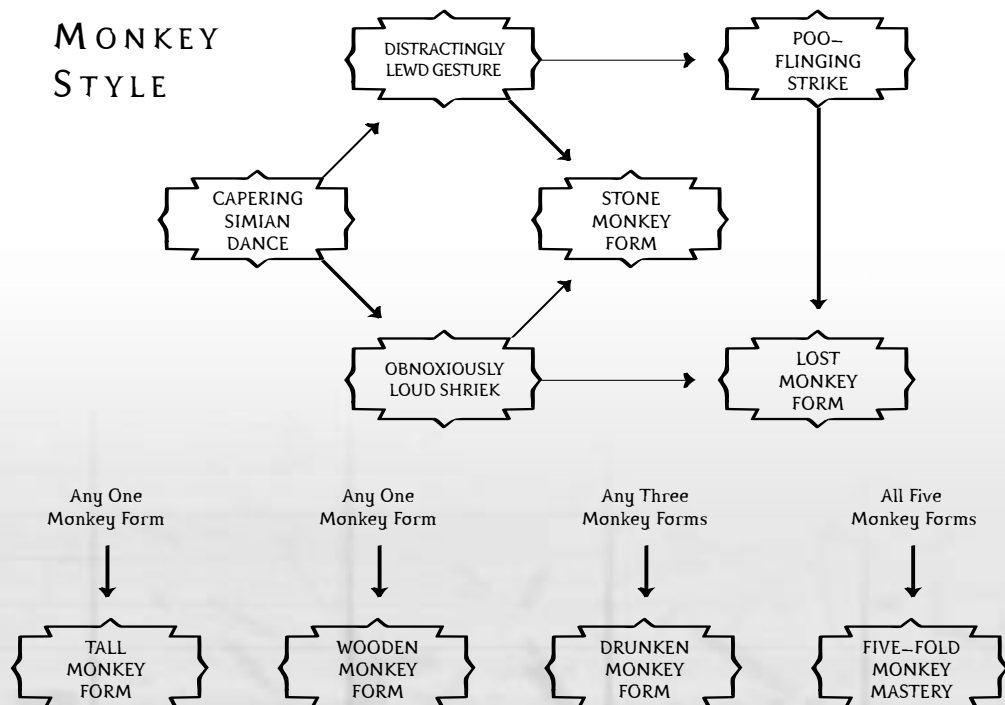 MONKEY
STYLE
DISTRACTINGLY
LEWD GESTURE
POO–
FLINGING
STRIKE
CAPERING
SIMIAN
DANCE
STONE
MONKEY
FORM
OBNOXIOUSLY
LOUD SHRIEK
LOST
MONKEY
FORM
Any One
Monkey Form
Any One
Monkey Form
Any Three
Monkey Forms
All Five
Monkey Forms
TALL
MONKEY
FORM
WOODEN
MONKEY
FORM
DRUNKEN
MONKEY
FORM
FIVE–FOLD
MONKEY
MASTERY